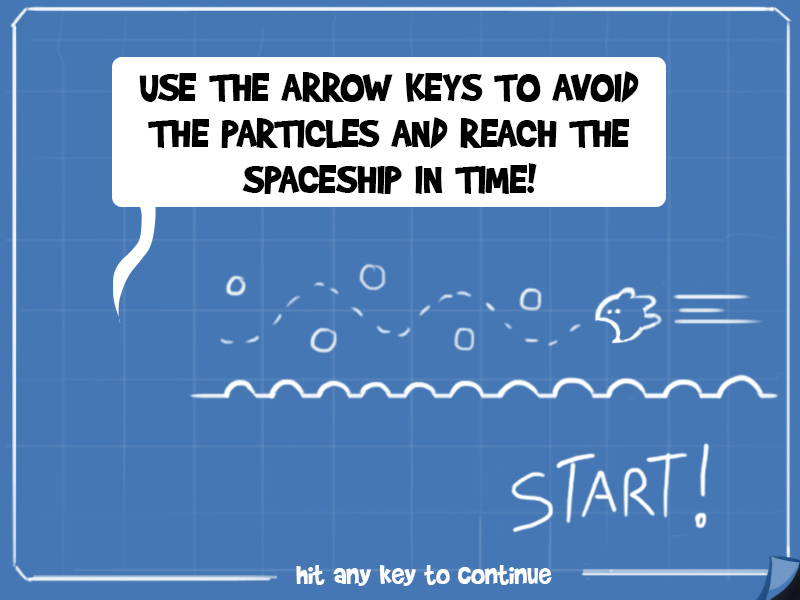 USE THE ARROW KEYS TO AVOID
THE PARTICLES AND REACH THE
SPACESHIP IN TIME!
START!
hit any key to continue